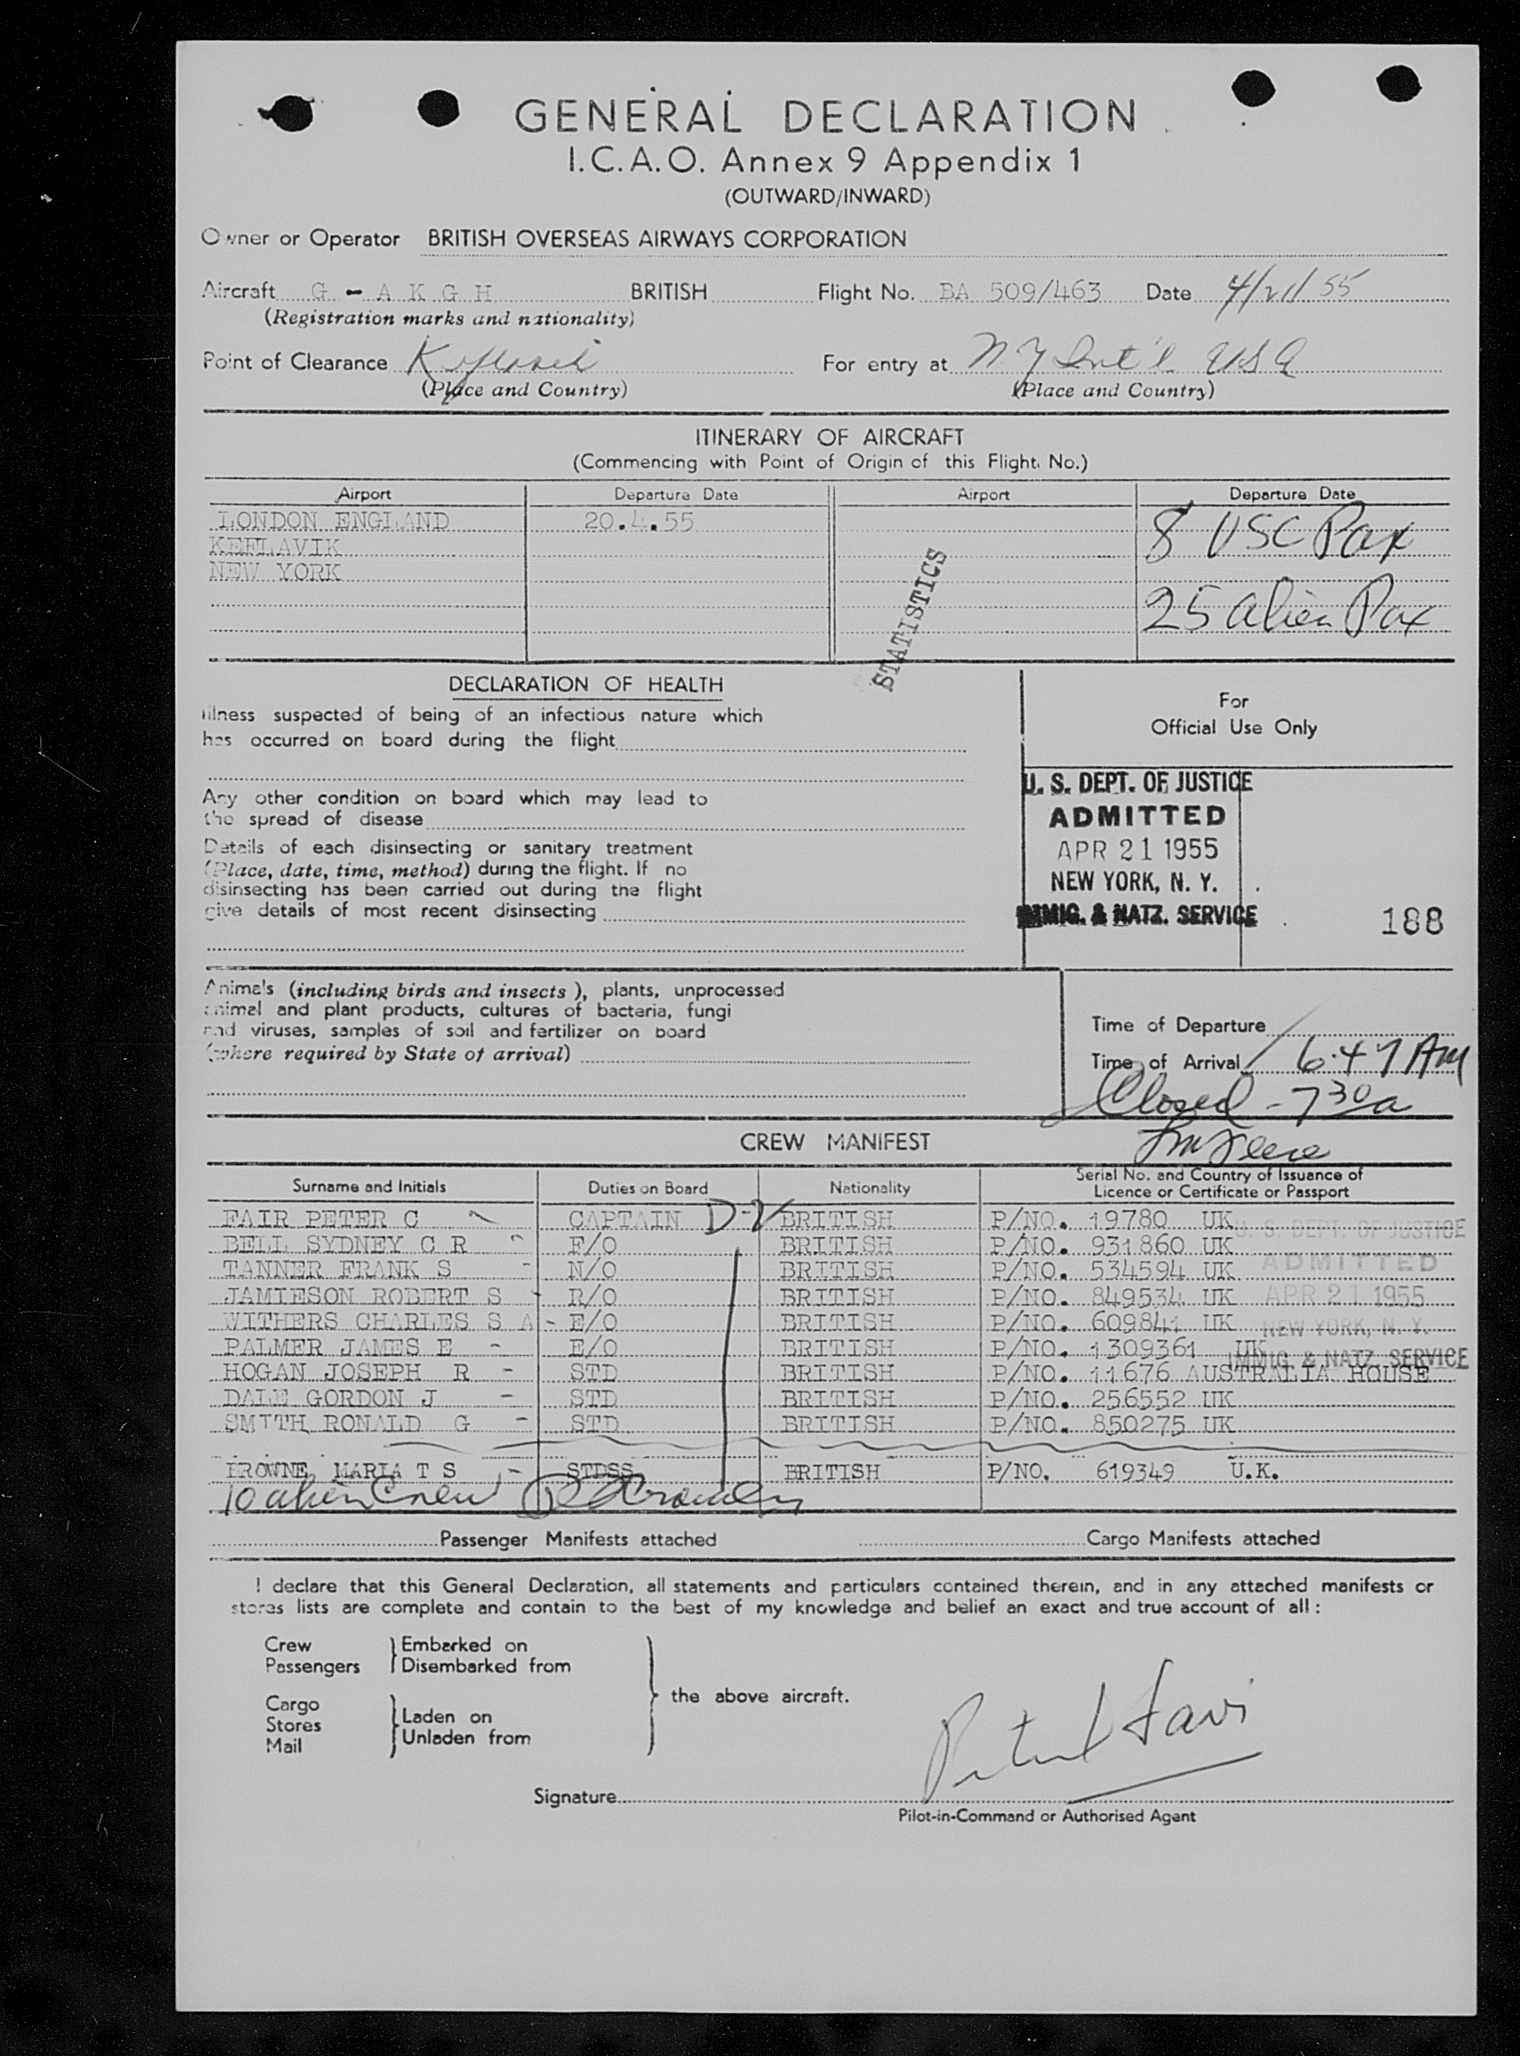 GENERAL DECLARATION
I.C.A.O. Annex 9 Appendix 1
(OUTWARD/INWARD)
Owner or Operator BRITISH OVERSEAS AIRWAYS CORPORATION
Aircraft G - A K G H BRITISH Flight No. BA 509/463 Date 4/21/55
(Registration marks and nationality)
Point of Clearance Keflavik For entry at N Y Int'l USA
(Place and Country) (Place and Country)
ITINERARY OF AIRCRAFT
(Commencing with Point of Origin of this Flight No.)
Airport Departure Date Airport Departure Date
LONDON ENGLAND 20.4.55 8 USC Pax
KEFLAVIK
NEW YORK
25 alien Pax
STATISTICS
DECLARATION OF HEALTH
Illness suspected of being of an infectious nature which
has occurred on board during the flight
Any other condition on board which may lead to
the spread of disease
Details of each disinsecting or sanitary treatment
(Place, date, time, method) during the flight. If no
disinsecting has been carried out during the flight
give details of most recent disinsecting
For
Official Use Only
U. S. DEPT. OF JUSTICE
ADMITTED
APR 21 1955
NEW YORK, N. Y.
IMMIG. & NATZ. SERVICE
188
Animals (including birds and insects), plants, unprocessed
animal and plant products, cultures of bacteria, fungi
and viruses, samples of soil and fertilizer on board
(where required by State of arrival)
Time of Departure
Time of Arrival 6.47 AM
Closed - 7 30 a
CREW MANIFEST
Surname and Initials Duties on Board Nationality Serial No. and Country of Issuance of
Licence or Certificate or Passport
FAIR PETER C CAPTAIN D-V BRITISH P/NO. 19780 UK
BELL SYDNEY C R F/O BRITISH P/NO. 931860 UK
TANNER FRANK S N/O BRITISH P/NO. 534594 UK
JAMIESON ROBERT S R/O BRITISH P/NO. 849534 UK
WITHERS CHARLES S A - E/O BRITISH P/NO. 609841 UK
PALMER JAMES E - E/O BRITISH P/NO. 1309361 UK
HOGAN JOSEPH R - STD BRITISH P/NO. 11676 AUSTRALIA HOUSE
DALE GORDON J - STD BRITISH P/NO. 256552 UK
SMITH RONALD G - STD BRITISH P/NO. 850275 UK
BROWNE MARIA T S - STDSS BRITISH P/NO. 619349 U.K.
U. S. DEPT. OF JUSTICE
ADMITTED
APR 21 1955
NEW YORK, N. Y.
IMMIG & NATZ. SERVICE
10 alien Crew
Passenger Manifests attached Cargo Manifests attached
I declare that this General Declaration, all statements and particulars contained therein, and in any attached manifests or
stores lists are complete and contain to the best of my knowledge and belief an exact and true account of all :
Crew Embarked on
Passengers Disembarked from
the above aircraft.
Cargo
Stores Laden on
Mail Unladen from
Signature
Pilot-in-Command or Authorised Agent